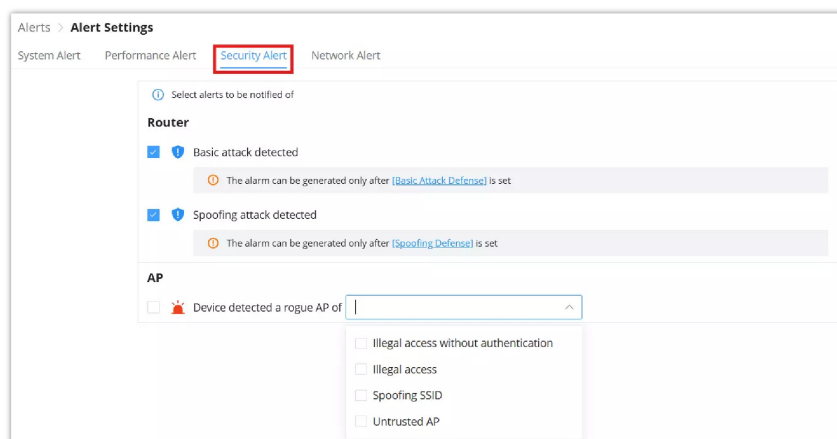 Alerts > Alert Settings
System Alert Performance Alert Security Alert Network Alert
Select alerts to be notified of
Router
Basic attack detected
The alarm can be generated only after [Basic Attack Defense] is set
Spoofing attack detected
The alarm can be generated only after [Spoofing Defense] is set
AP
Device detected a rogue AP of
Illegal access without authentication
Illegal access
Spoofing SSID
Untrusted AP